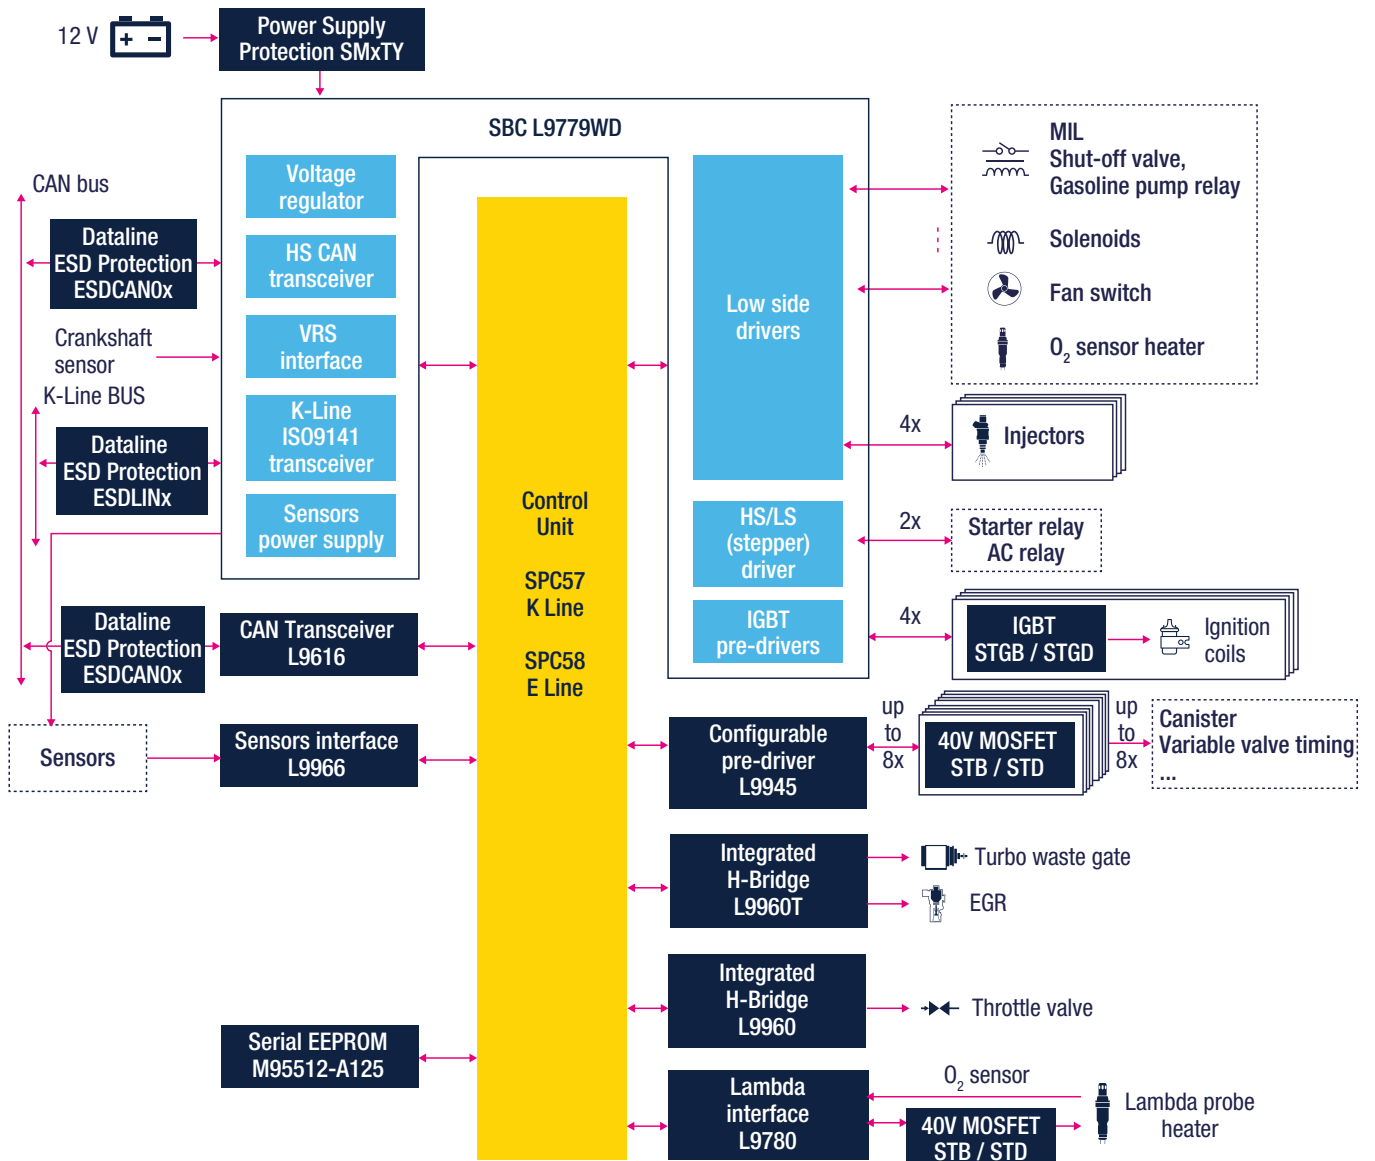 12 V
+ −
Power Supply
Protection SMxTY
SBC L9779WD
Voltage
regulator
HS CAN
transceiver
VRS
interface
K-Line
ISO9141
transceiver
Sensors
power supply
CAN bus
Dataline
ESD Protection
ESDCAN0x
Crankshaft
sensor
K-Line BUS
Dataline
ESD Protection
ESDLINx
Dataline
ESD Protection
ESDCAN0x
CAN Transceiver
L9616
Sensors
Sensors interface
L9966
Serial EEPROM
M95512-A125
Control
Unit
SPC57
K Line
SPC58
E Line
Low side
drivers
HS/LS
(stepper)
driver
IGBT
pre-drivers
MIL
Shut-off valve,
Gasoline pump relay
Solenoids
Fan switch
O₂ sensor heater
4x
Injectors
2x
Starter relay
AC relay
4x
IGBT
STGB / STGD
Ignition
coils
Configurable
pre-driver
L9945
up
to
8x
40V MOSFET
STB / STD
up
to
8x
Canister
Variable valve timing
...
Integrated
H-Bridge
L9960T
Turbo waste gate
EGR
Integrated
H-Bridge
L9960
Throttle valve
Lambda
interface
L9780
O₂ sensor
40V MOSFET
STB / STD
Lambda probe
heater